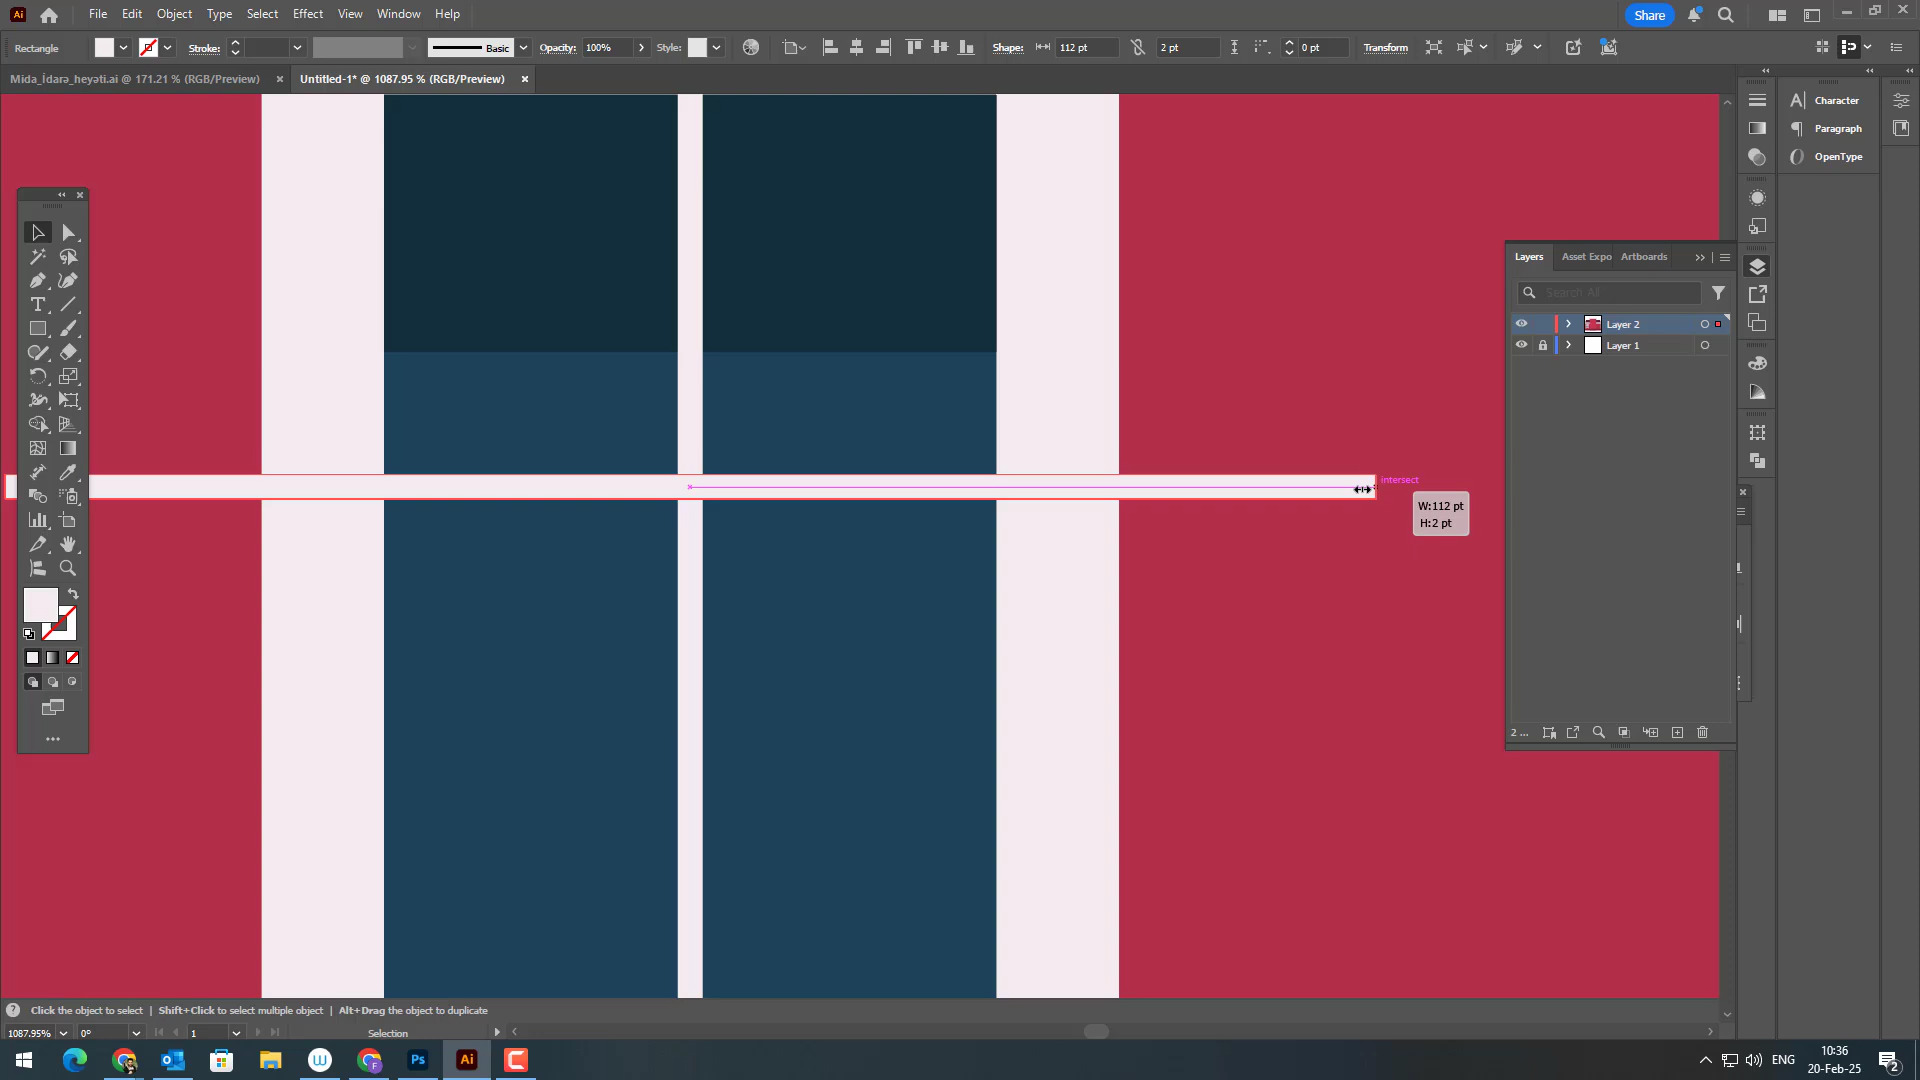 File Edit Object Type Select Effect View Window Help
Share
Rectangle
Stroke:
Basic
Opacity: 100%
Style:
Shape: 112 pt
2 pt
0 pt
Transform
Mida_İdarə_heyəti.ai @ 171.21 % (RGB/Preview)
Untitled-1* @ 1087.95 % (RGB/Preview)
Character
Paragraph
OpenType
Layers Asset Expo Artboards
Search All
Layer 2
Layer 1
intersect
W:112 pt
H:2 pt
2 ...
Click the object to select | Shift+Click to select multiple object | Alt+Drag the object to duplicate
1087.95% 0° 1 Selection
ENG
10:36
20-Feb-25
2